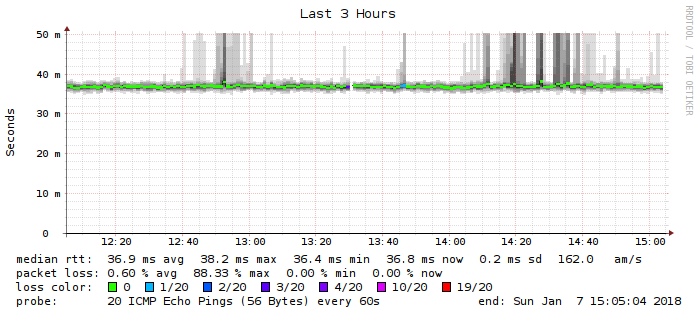 Last 3 Hours
RRDTOOL / TOBI OETIKER
Seconds
50 m
40 m
30 m
20 m
10 m
0
12:20 12:40 13:00 13:20 13:40 14:00 14:20 14:40 15:00
median rtt: 36.9 ms avg 38.2 ms max 36.4 ms min 36.8 ms now 0.2 ms sd 162.0 am/s
packet loss: 0.60 % avg 88.33 % max 0.00 % min 0.00 % now
loss color: 0 1/20 2/20 3/20 4/20 10/20 19/20
probe: 20 ICMP Echo Pings (56 Bytes) every 60s end: Sun Jan 7 15:05:04 2018